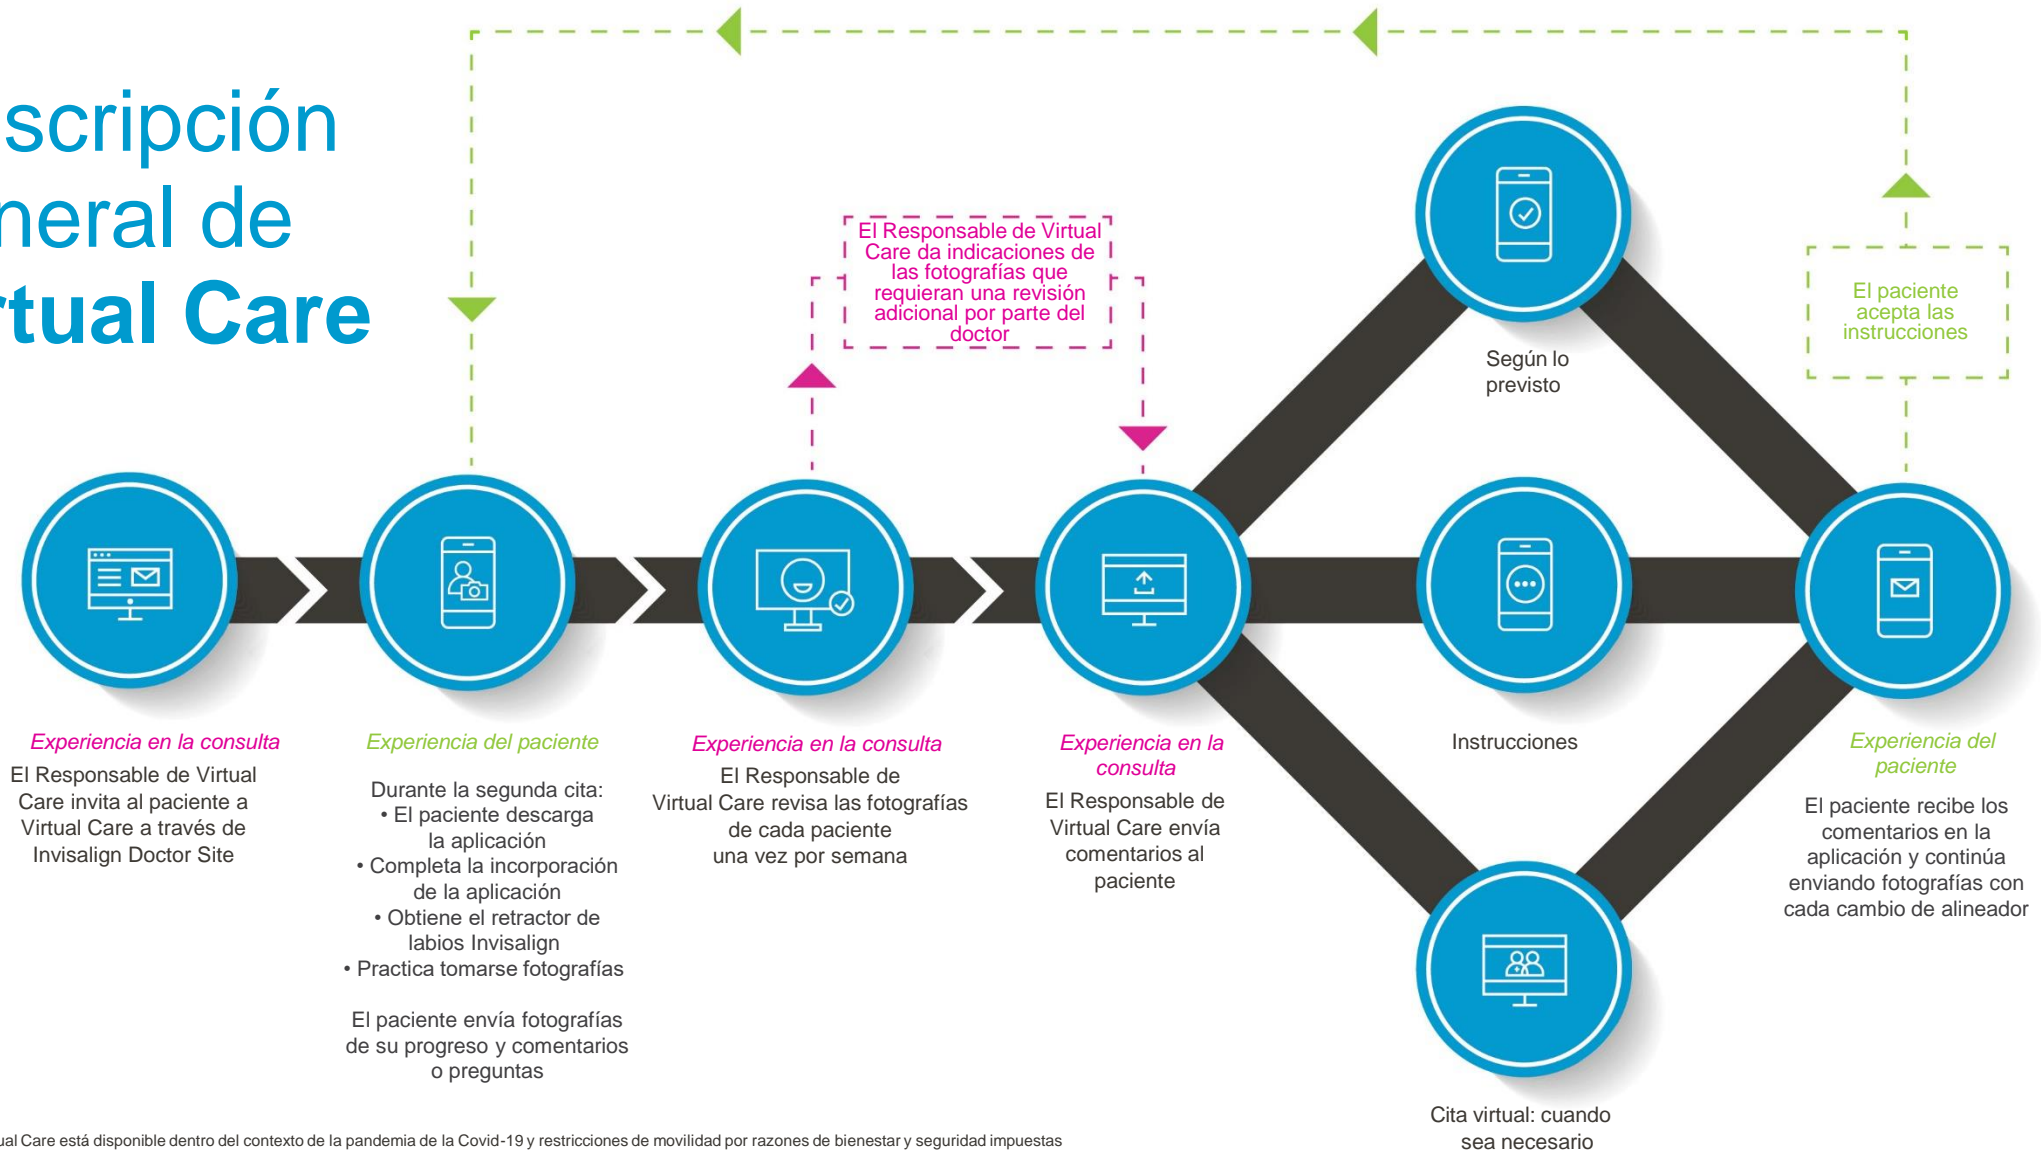 scripción
neral de
rtual Care
El Responsable de Virtual
Care da indicaciones de
las fotografías que
requieran una revisión
adicional por parte del
doctor
El paciente
acepta las
instrucciones
Según lo
previsto
Experiencia en la consulta
El Responsable de Virtual
Care invita al paciente a
Virtual Care a través de
Invisalign Doctor Site
Experiencia del paciente
Durante la segunda cita:
• El paciente descarga
la aplicación
• Completa la incorporación
de la aplicación
• Obtiene el retractor de
labios Invisalign
• Practica tomarse fotografías
El paciente envía fotografías
de su progreso y comentarios
o preguntas
Experiencia en la consulta
El Responsable de
Virtual Care revisa las fotografías
de cada paciente
una vez por semana
Experiencia en la
consulta
El Responsable de
Virtual Care envía
comentarios al
paciente
Instrucciones
Cita virtual: cuando
sea necesario
Experiencia del
paciente
El paciente recibe los
comentarios en la
aplicación y continúa
enviando fotografías con
cada cambio de alineador
ual Care está disponible dentro del contexto de la pandemia de la Covid-19 y restricciones de movilidad por razones de bienestar y seguridad impuestas